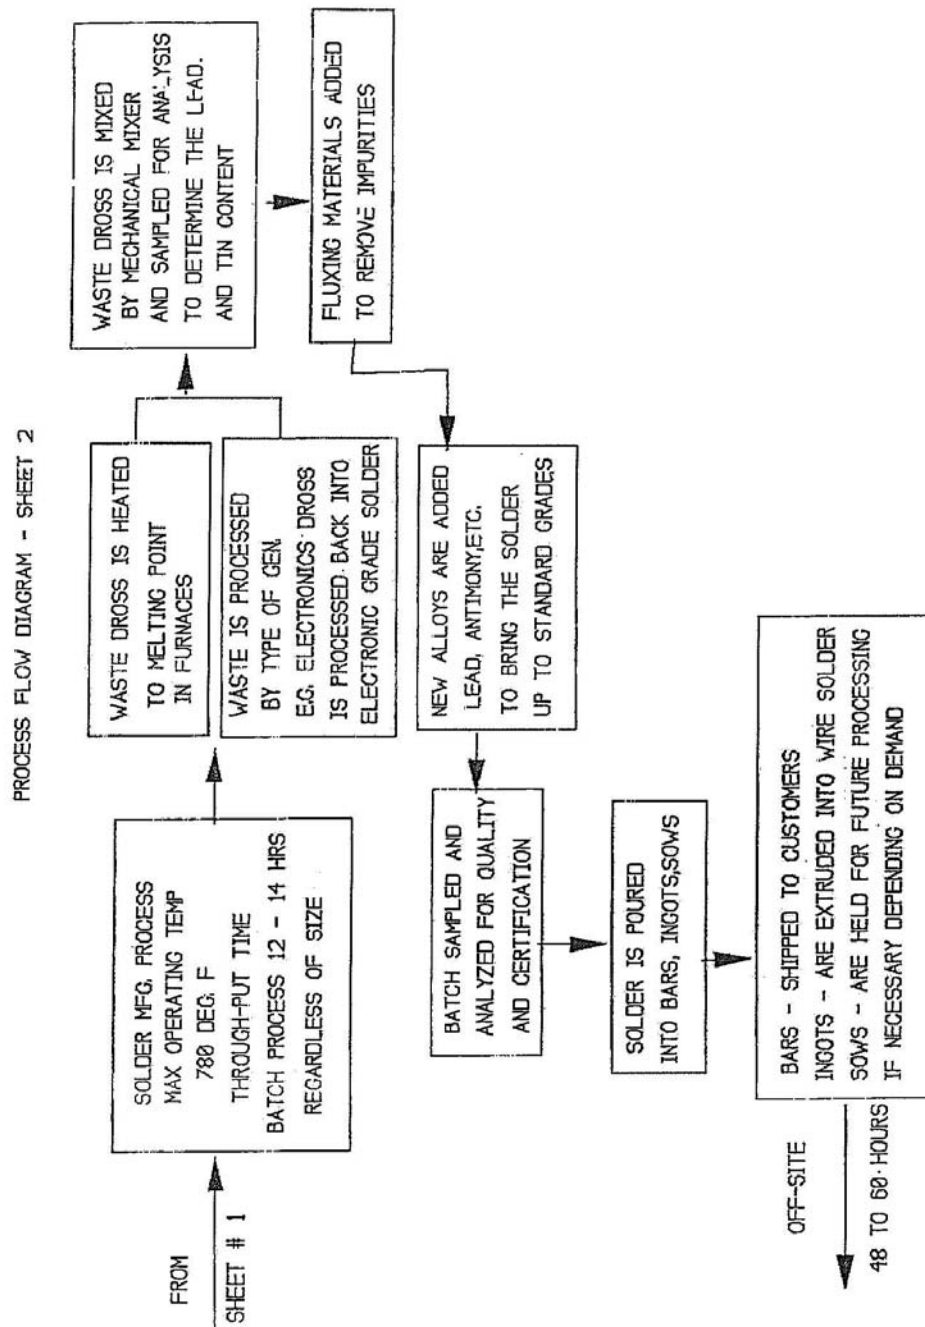 PROCESS FLOW DIAGRAM - SHEET 2
FROM
SHEET # 1
SOLDER MFG. PROCESS
MAX OPERATING TEMP
780 DEG. F
THROUGH-PUT TIME
BATCH PROCESS 12 - 14 HRS
REGARDLESS OF SIZE
WASTE DROSS IS HEATED
TO MELTING POINT
IN FURNACES
WASTE IS PROCESSED
BY TYPE OF GEN.
E.G. ELECTRONICS DROSS
IS PROCESSED BACK INTO
ELECTRONIC GRADE SOLDER
WASTE DROSS IS MIXED
BY MECHANICAL MIXER
AND SAMPLED FOR ANALYSIS
TO DETERMINE THE LEAD.
AND TIN CONTENT
FLUXING MATERIALS ADDED
TO REMOVE IMPURITIES
NEW ALLOYS ARE ADDED
LEAD, ANTIMONY,ETC.
TO BRING THE SOLDER
UP TO STANDARD GRADES
BATCH SAMPLED AND
ANALYZED FOR QUALITY
AND CERTIFICATION
SOLDER IS POURED
INTO BARS, INGOTS,SOWS
BARS - SHIPPED TO CUSTOMERS
INGOTS - ARE EXTRUDED INTO WIRE SOLDER
SOWS - ARE HELD FOR FUTURE PROCESSING
IF NECESSARY DEPENDING ON DEMAND
OFF-SITE
48 TO 60 HOURS